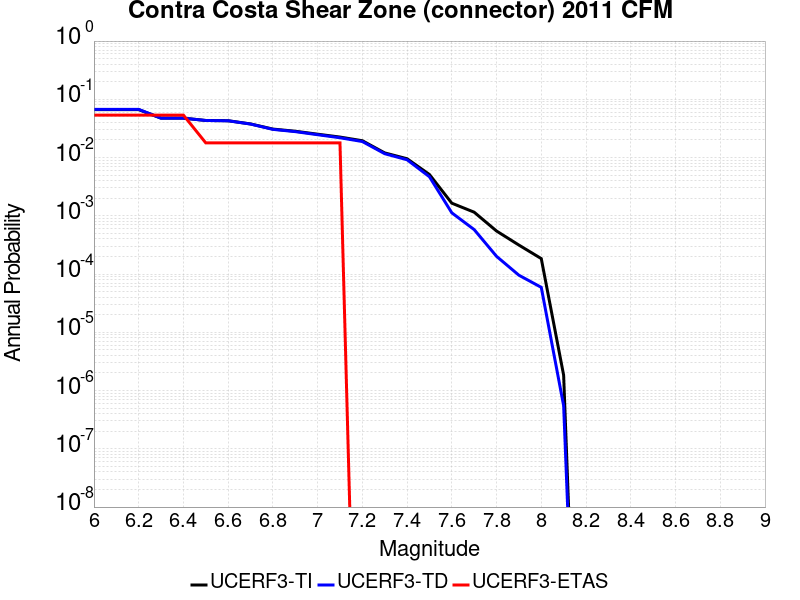 Contra Costa Shear Zone (connector) 2011 CFM
10^0
10^-1
10^-2
10^-3
10^-4
10^-5
10^-6
10^-7
10^-8
Annual Probability
6 6.2 6.4 6.6 6.8 7 7.2 7.4 7.6 7.8 8 8.2 8.4 8.6 8.8 9
Magnitude
UCERF3-TI UCERF3-TD UCERF3-ETAS